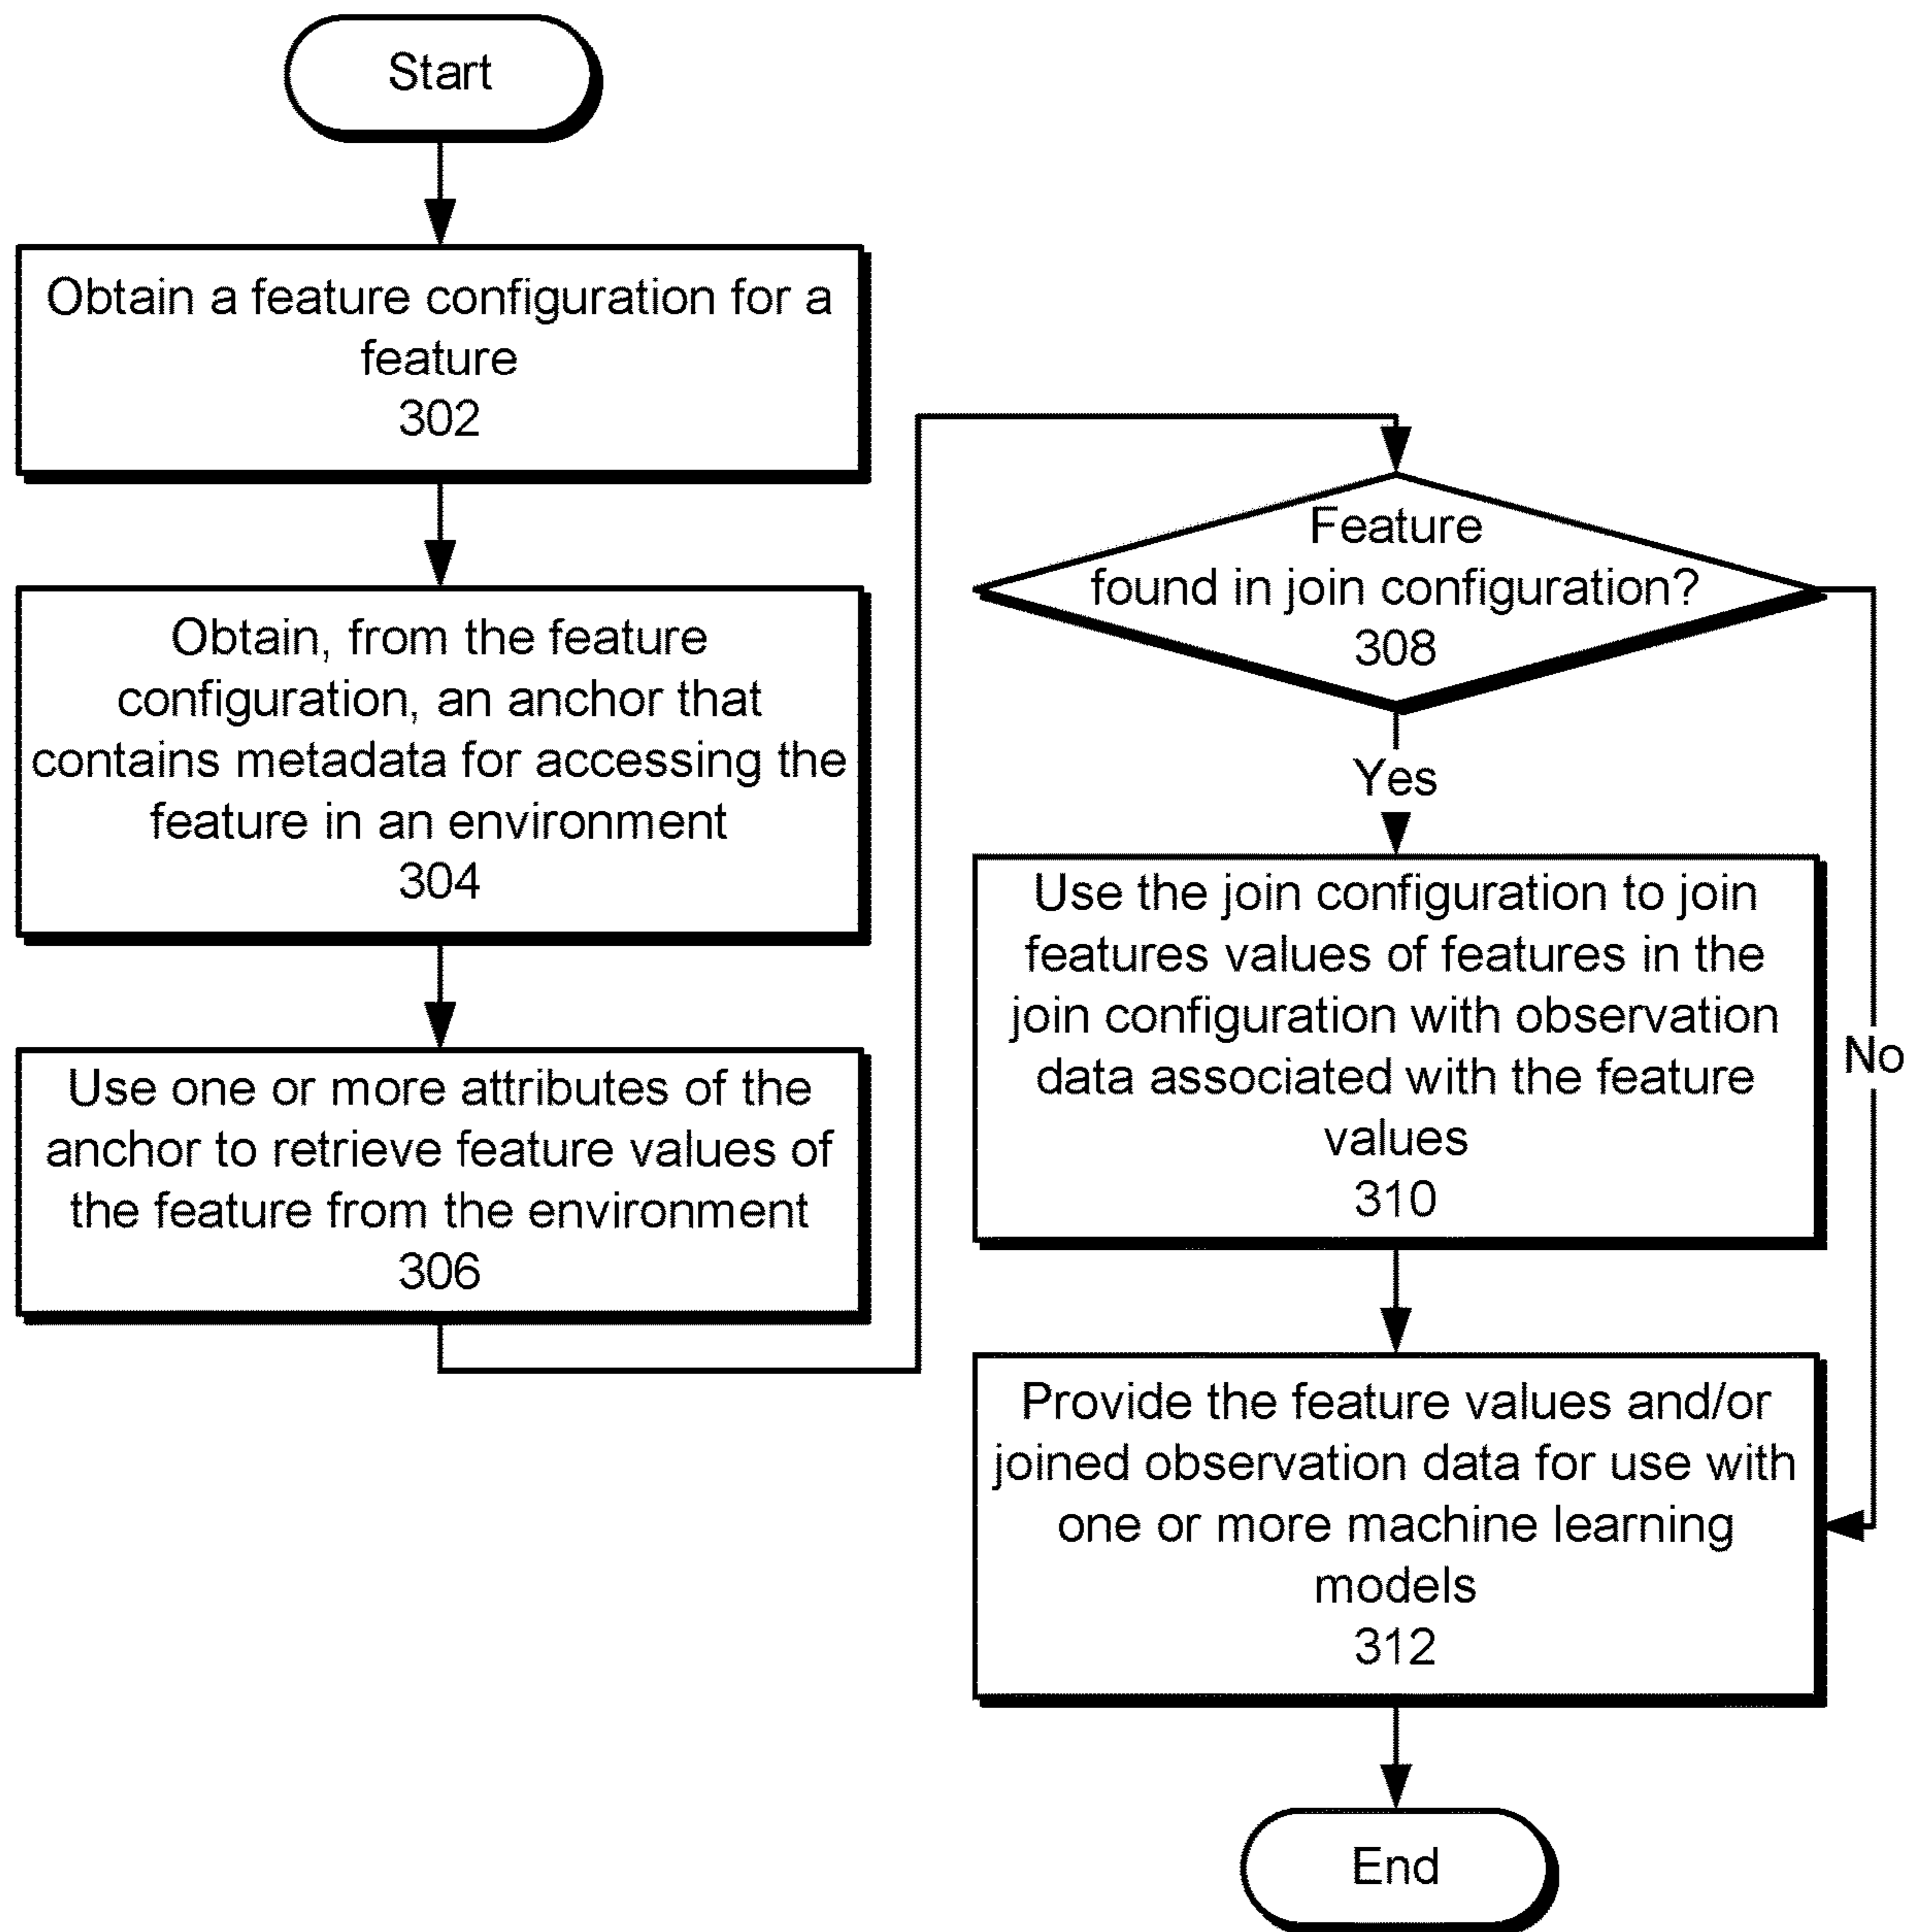 Start
Obtain a feature configuration for a
feature
302
Obtain, from the feature
configuration, an anchor that
contains metadata for accessing the
feature in an environment
304
Use one or more attributes of the
anchor to retrieve feature values of
the feature from the environment
306
Feature
found in join configuration?
308
Yes
No
Use the join configuration to join
features values of features in the
join configuration with observation
data associated with the feature
values
310
Provide the feature values and/or
joined observation data for use with
one or more machine learning
models
312
End